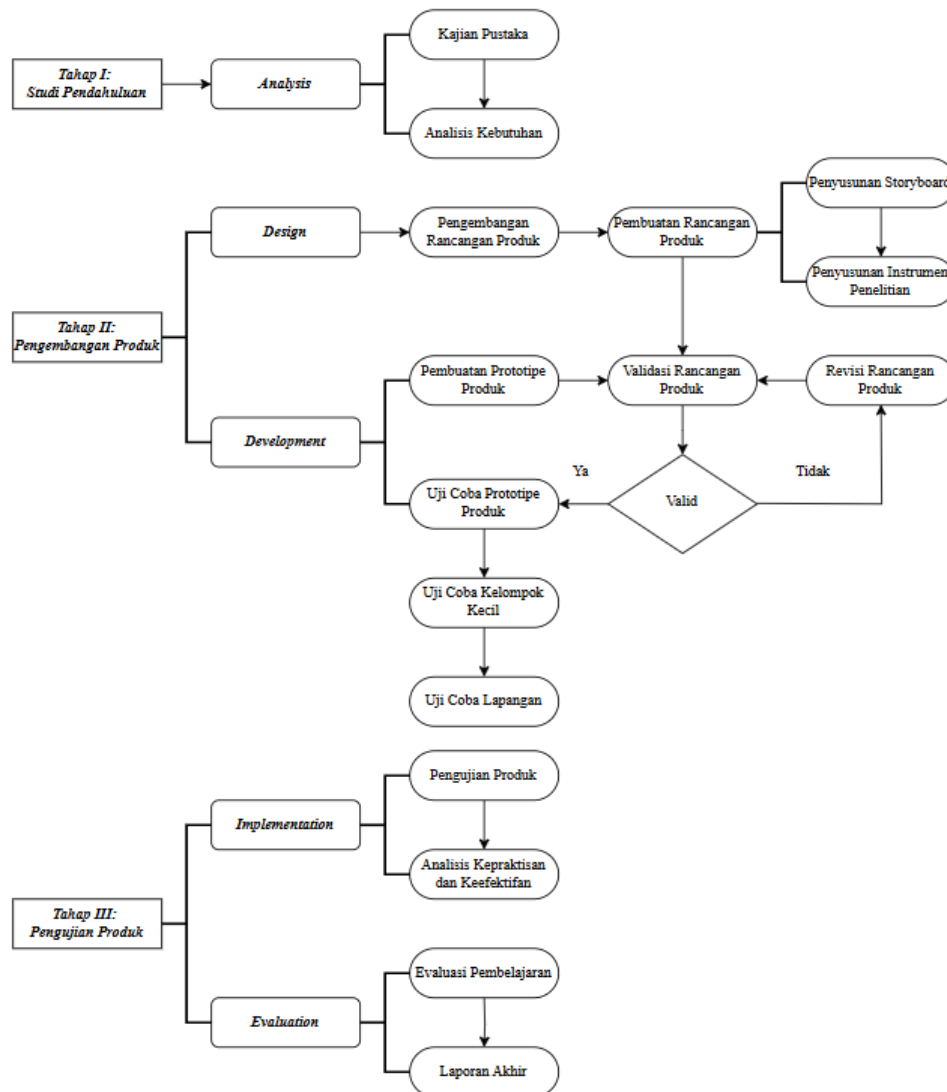 Kajian Pustaka
Tahap I:
Studi Pendahuluan
Analysis
Analisis Kebutuhan
Penyusunan Storyboard
Design
Pengembangan
Rancangan Produk
Pembuatan Rancangan
Produk
Penyusunan Instrumen
Penelitian
Tahap II:
Pengembangan Produk
Pembuatan Prototipe
Produk
Validasi Rancangan
Produk
Revisi Rancangan
Produk
Development
Ya
Tidak
Uji Coba Prototipe
Produk
Valid
Uji Coba Kelompok
Kecil
Uji Coba Lapangan
Pengujian Produk
Implementation
Analisis Kepraktisan
dan Keefektifan
Tahap III:
Pengujian Produk
Evaluasi Pembelajaran
Evaluation
Laporan Akhir